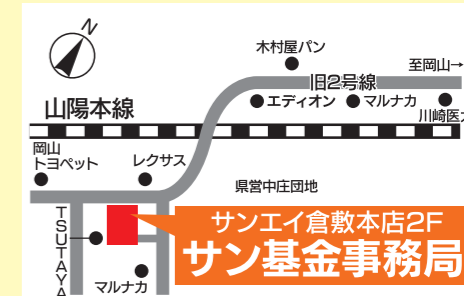 N
木村屋パン
至岡山→
旧2号線
エディオン
マルナカ
川崎医大
山陽本線
岡山
トヨペット
レクサス
県営中庄団地
TSUTAYA
サンエイ倉敷本店2F
サン基金事務局
マルナカ